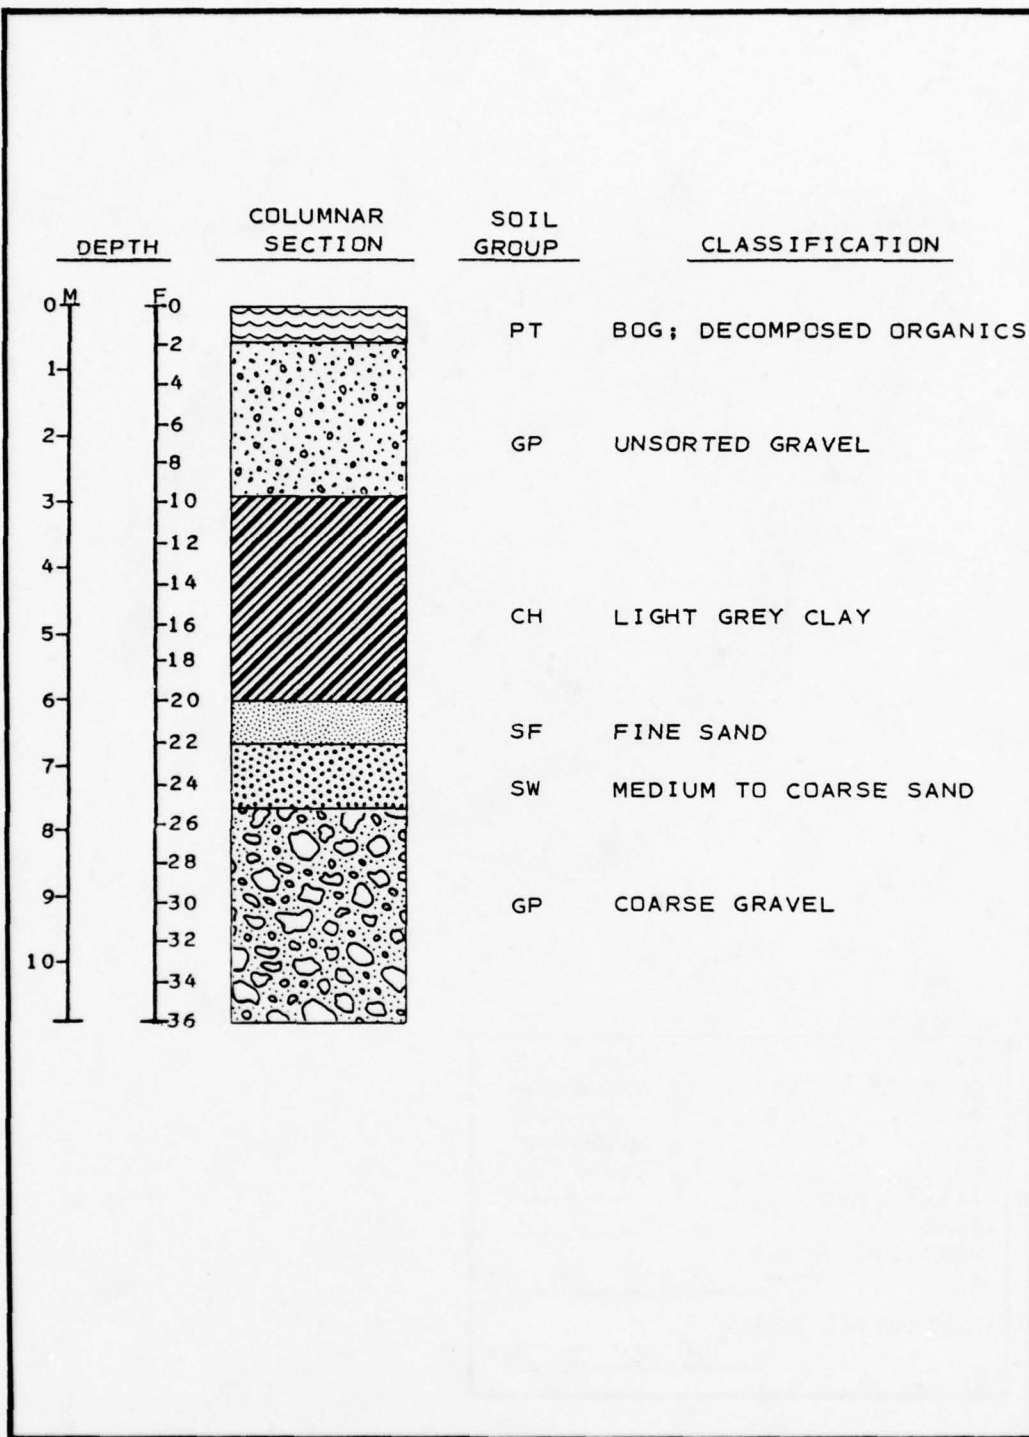 DEPTH
COLUMNAR
SECTION
SOIL
GROUP
CLASSIFICATION
M F
0 0
2
1
4
6
2
8
3 10
12
4
14
16
5
18
6 20
22
7
24
26
8
28
9
30
32
10
34
36
PT BOG; DECOMPOSED ORGANICS
GP UNSORTED GRAVEL
CH LIGHT GREY CLAY
SF FINE SAND
SW MEDIUM TO COARSE SAND
GP COARSE GRAVEL